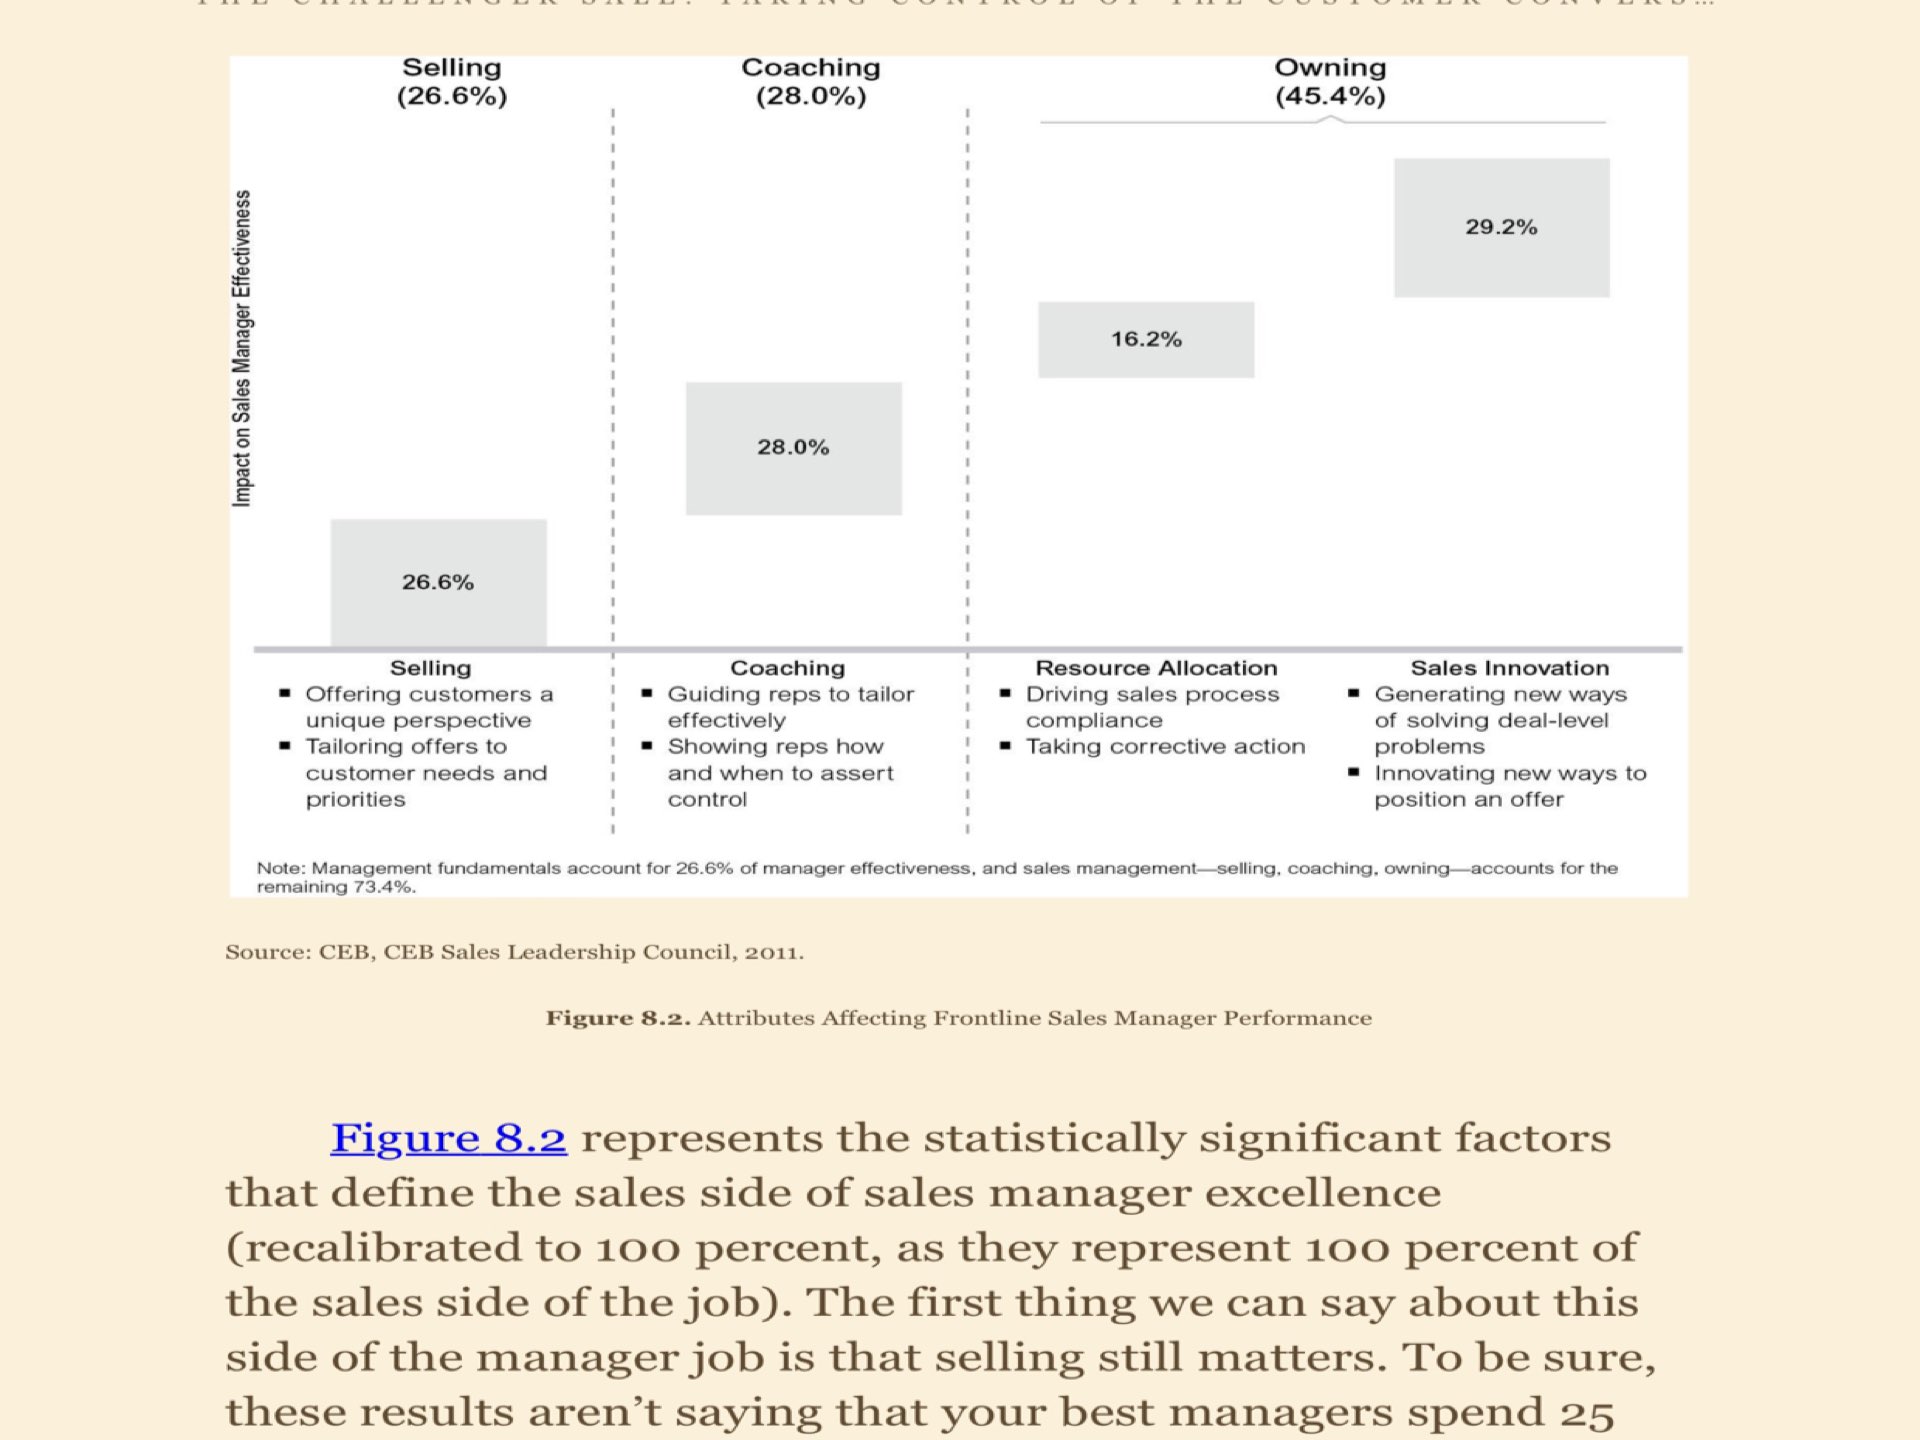 THE CHALLENGER SALE: TAKING CONTROL OF THE CUSTOMER CONVERS…
Selling
(26.6%)
Coaching
(28.0%)
Owning
(45.4%)
Impact on Sales Manager Effectiveness
29.2%
16.2%
28.0%
26.6%
Selling
▪ Offering customers a
unique perspective
▪ Tailoring offers to
customer needs and
priorities
Coaching
▪ Guiding reps to tailor
effectively
▪ Showing reps how
and when to assert
control
Resource Allocation
▪ Driving sales process
compliance
▪ Taking corrective action
Sales Innovation
▪ Generating new ways
of solving deal-level
problems
▪ Innovating new ways to
position an offer
Note: Management fundamentals account for 26.6% of manager effectiveness, and sales management—selling, coaching, owning—accounts for the
remaining 73.4%.
Source: CEB, CEB Sales Leadership Council, 2011.
Figure 8.2. Attributes Affecting Frontline Sales Manager Performance
Figure 8.2 represents the statistically significant factors
that define the sales side of sales manager excellence
(recalibrated to 100 percent, as they represent 100 percent of
the sales side of the job). The first thing we can say about this
side of the manager job is that selling still matters. To be sure,
these results aren’t saying that your best managers spend 25